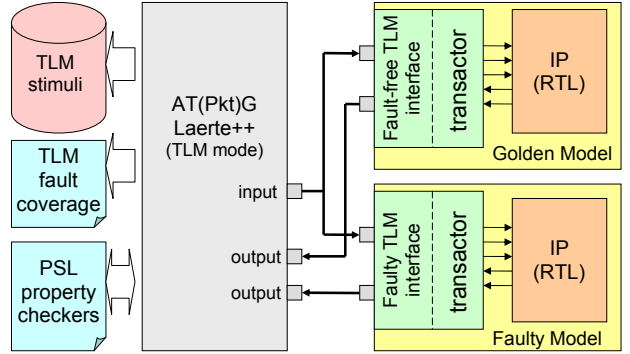 TLM
stimuli
TLM
fault
coverage
PSL
property
checkers
AT(Pkt)G
Laerte++
(TLM mode)
input
output
output
Fault-free TLM
interface
transactor
IP
(RTL)
Golden Model
Faulty TLM
interface
transactor
IP
(RTL)
Faulty Model